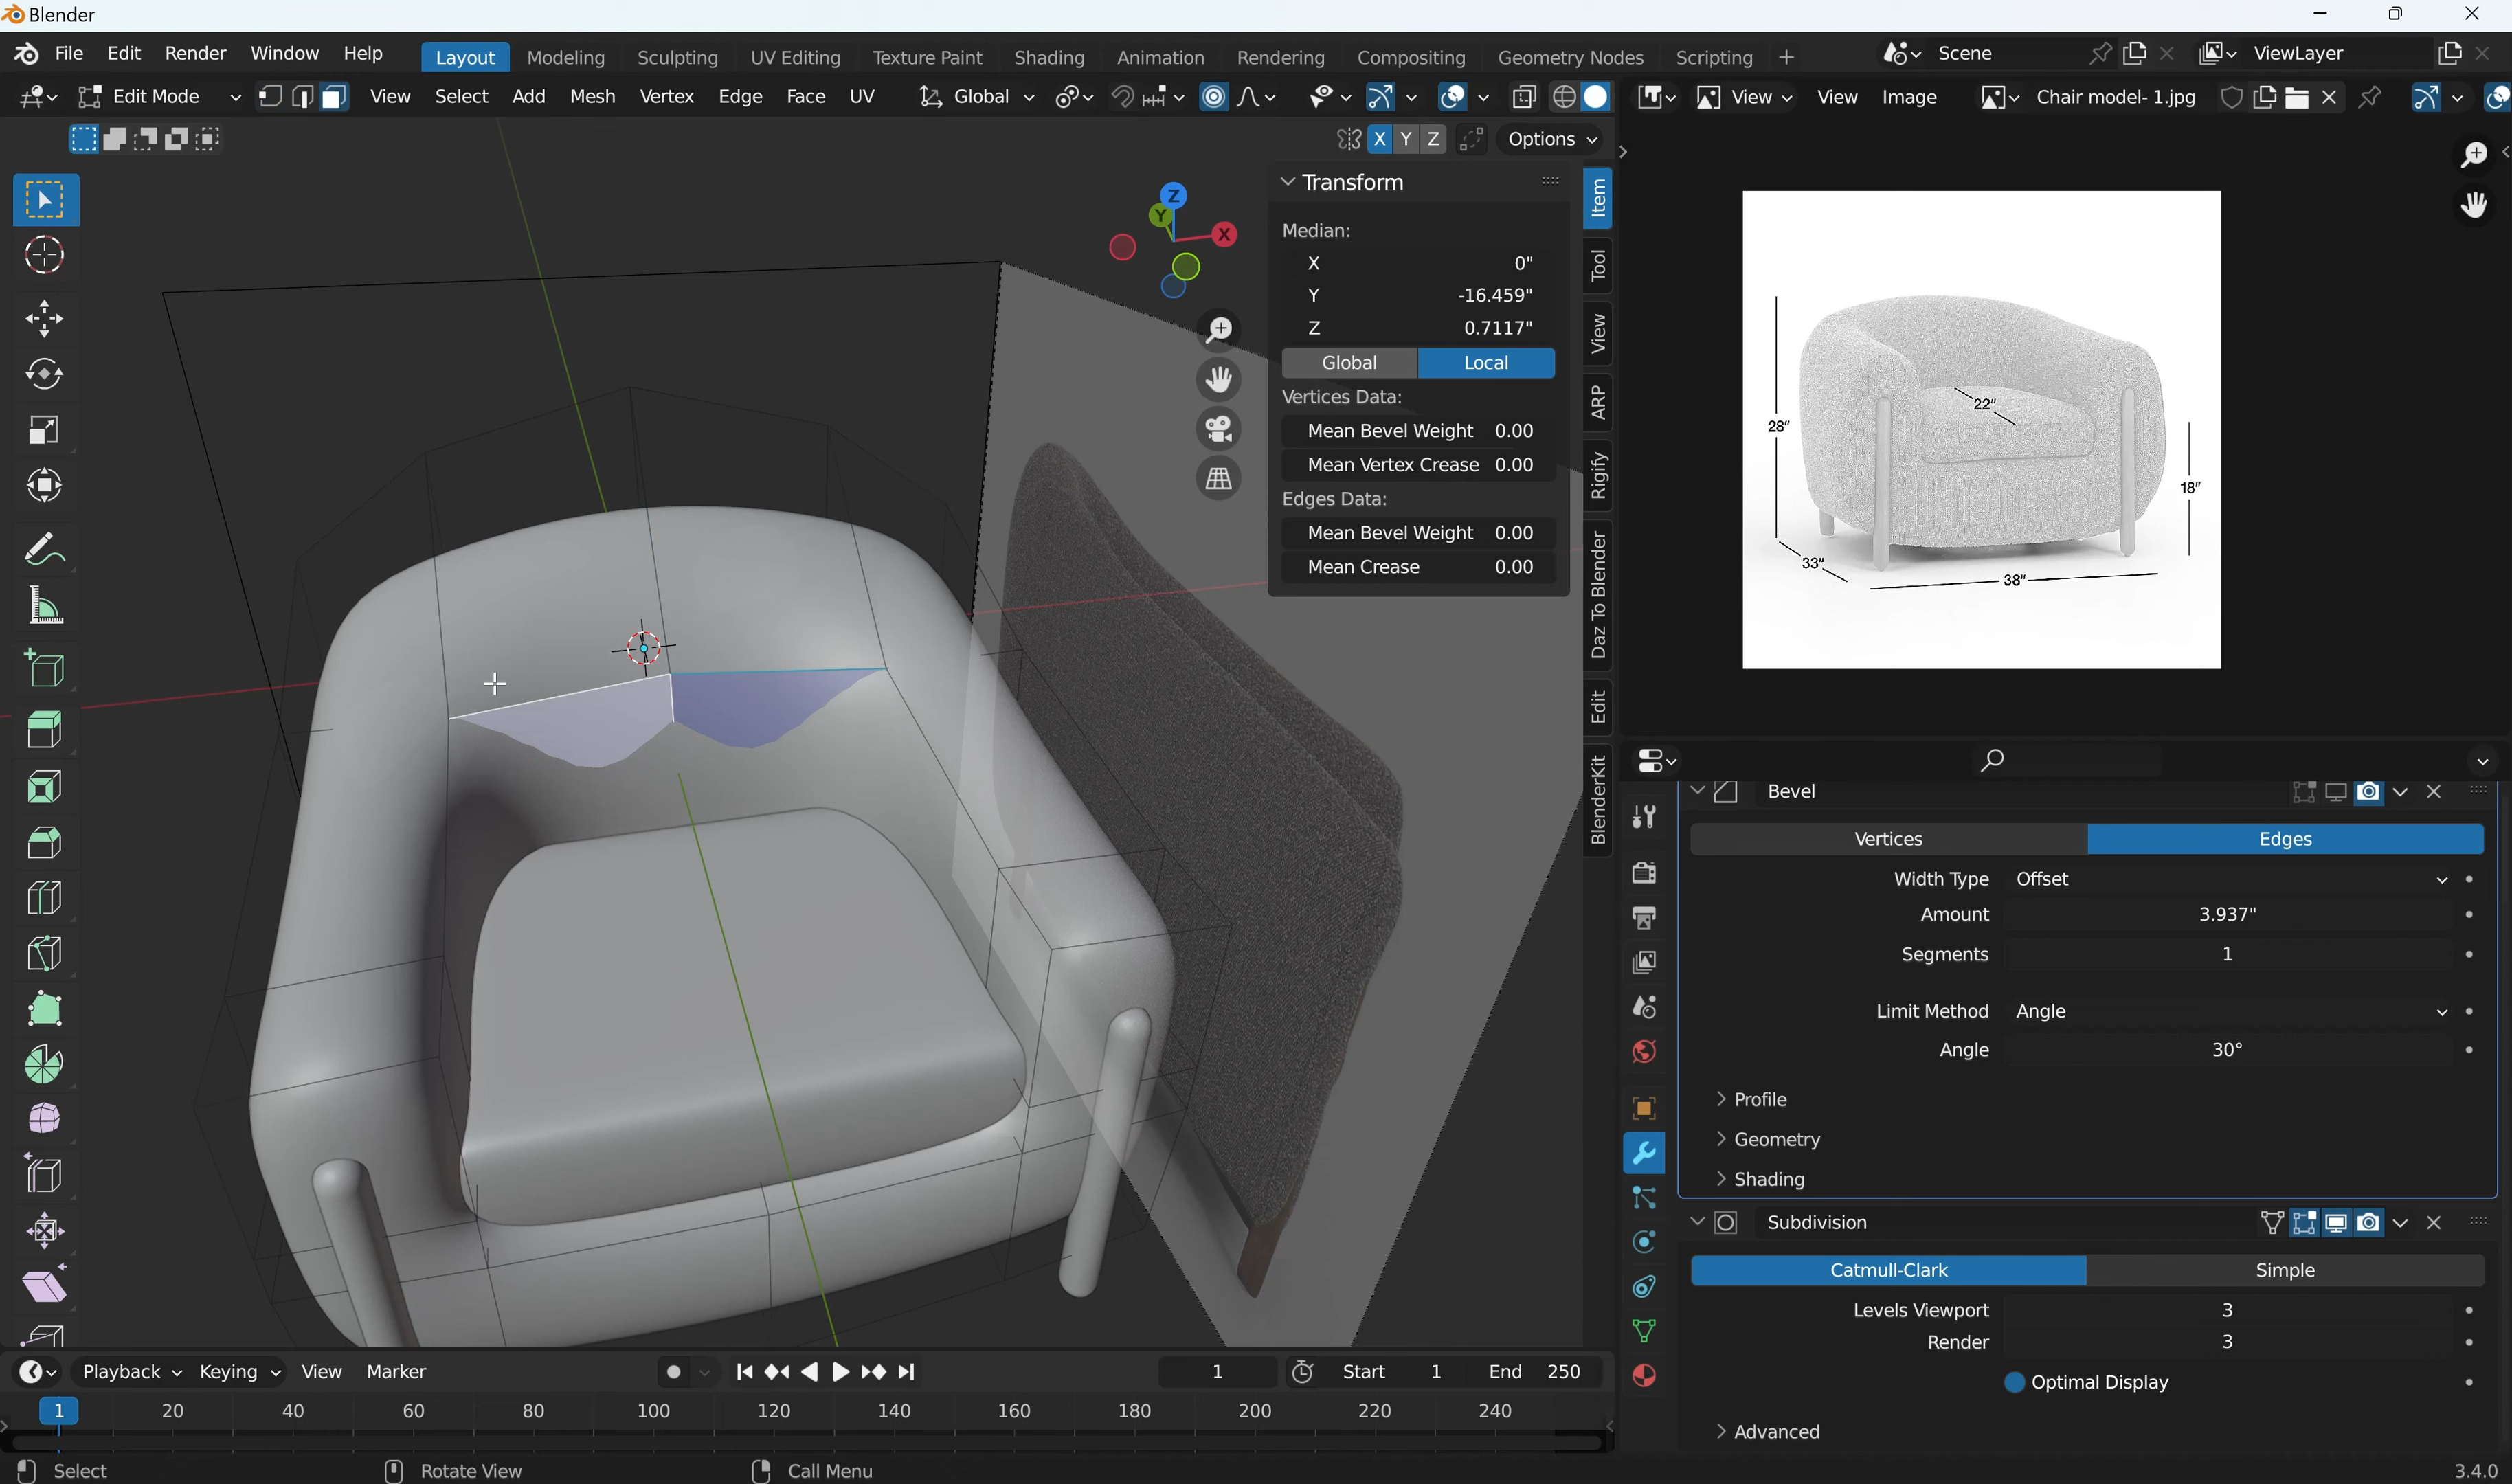 Blender
File Edit Render Window Help Layout Modeling Sculpting UV Editing Texture Paint Shading Animation Rendering Compositing Geometry Nodes Scripting + Scene ViewLayer
Edit Mode View Select Add Mesh Vertex Edge Face UV Global View View Image Chair model- 1.jpg
X Y Z Options
Transform
Median:
X 0"
Y -16.459"
Z 0.7117"
Global Local
Vertices Data:
Mean Bevel Weight 0.00
Mean Vertex Crease 0.00
Edges Data:
Mean Bevel Weight 0.00
Mean Crease 0.00
Item
Tool
View
ARP
Rigify
Daz To Blender
Edit
BlenderKit
Z
Y
X
22"
28"
18"
33"
38"
Bevel
Vertices Edges
Width Type Offset
Amount 3.937"
Segments 1
Limit Method Angle
Angle 30°
Profile
Geometry
Shading
Subdivision
Catmull-Clark Simple
Levels Viewport 3
Render 3
Optimal Display
Advanced
Playback Keying View Marker 1 Start 1 End 250
1 20 40 60 80 100 120 140 160 180 200 220 240
Select Rotate View Call Menu 3.4.0